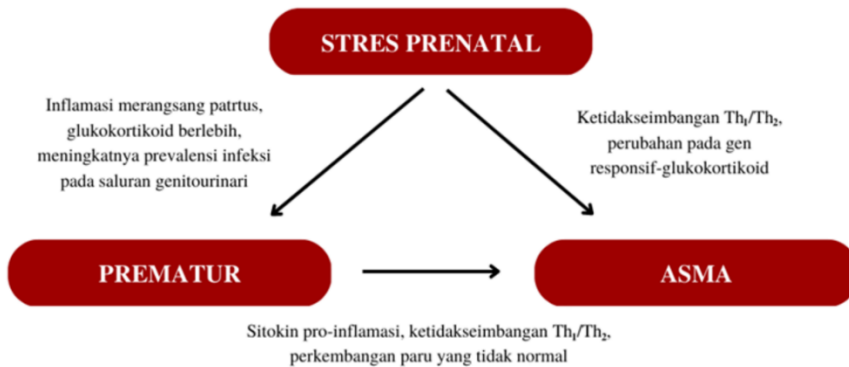 STRES PRENATAL
Inflamasi merangsang patrtus,
glukokortikoid berlebih,
meningkatnya prevalensi infeksi
pada saluran genitourinari
Ketidakseimbangan Th₁/Th₂,
perubahan pada gen
responsif-glukokortikoid
PREMATUR
ASMA
Sitokin pro-inflamasi, ketidakseimbangan Th₁/Th₂,
perkembangan paru yang tidak normal